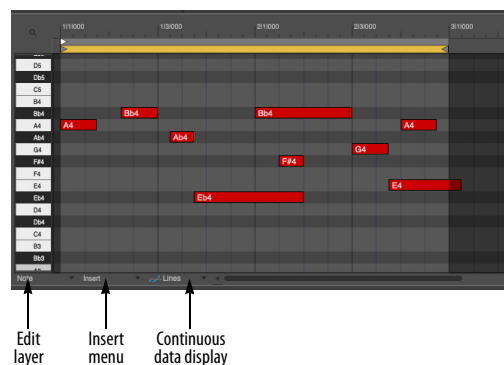 1|1|000 1|3|000 2|1|000 2|3|000 3|1|000
D5
Db5
C5
B4
Bb4 Bb4 Bb4
A4 A4 A4
Ab4 Ab4
G4 G4
F#4 F#4
F4
E4 E4
Eb4 Eb4
D4
Db4
C4
B3
Bb3
Note Insert Lines
Edit layer
Insert menu
Continuous data display